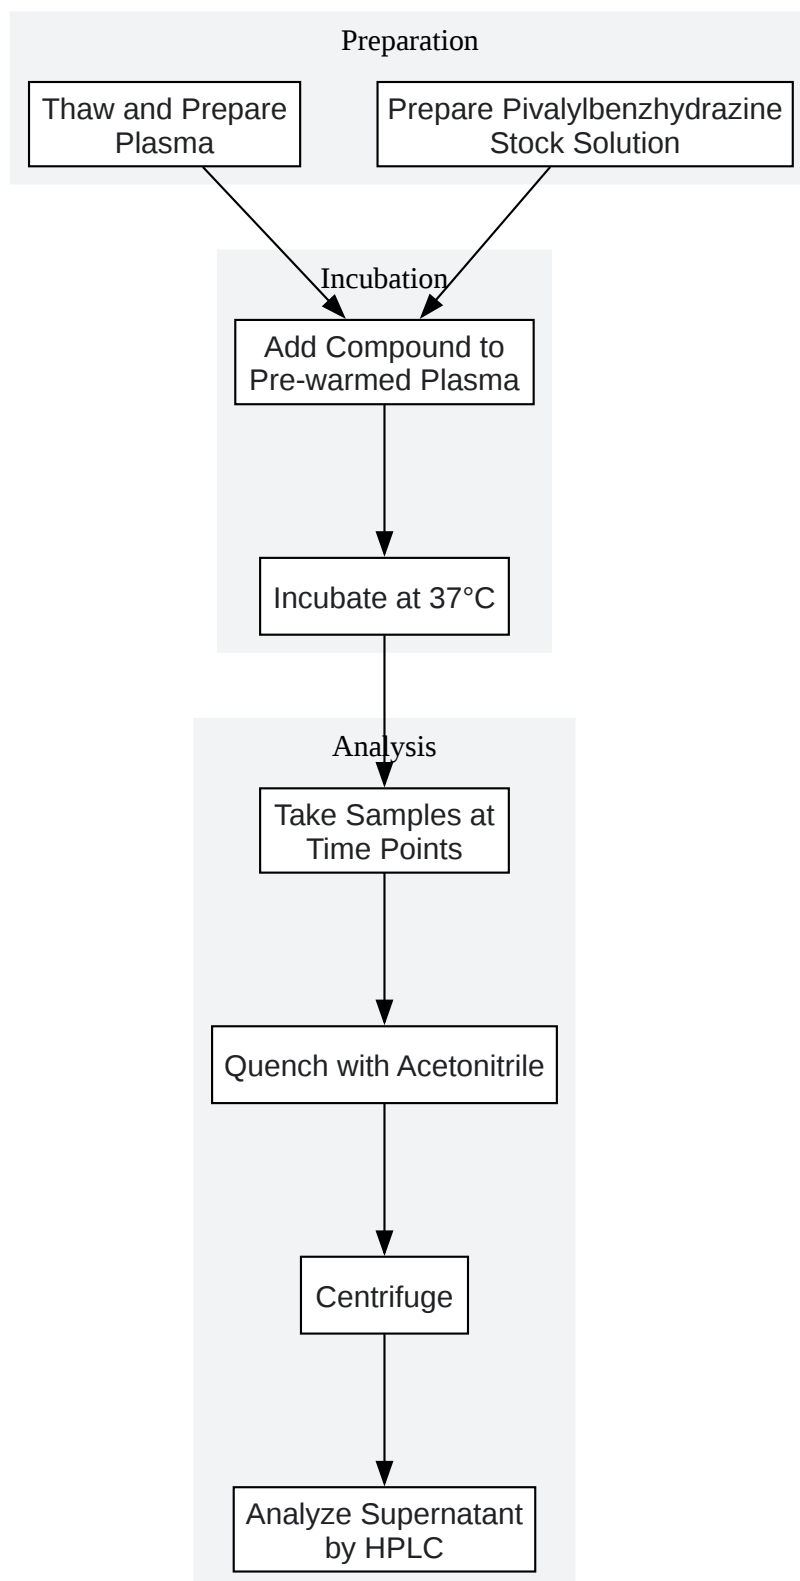 Preparation
Thaw and Prepare
Plasma
Prepare Pivalylbenzhydrazine
Stock Solution
Incubation
Add Compound to
Pre-warmed Plasma
Incubate at 37°C
Analysis
Take Samples at
Time Points
Quench with Acetonitrile
Centrifuge
Analyze Supernatant
by HPLC